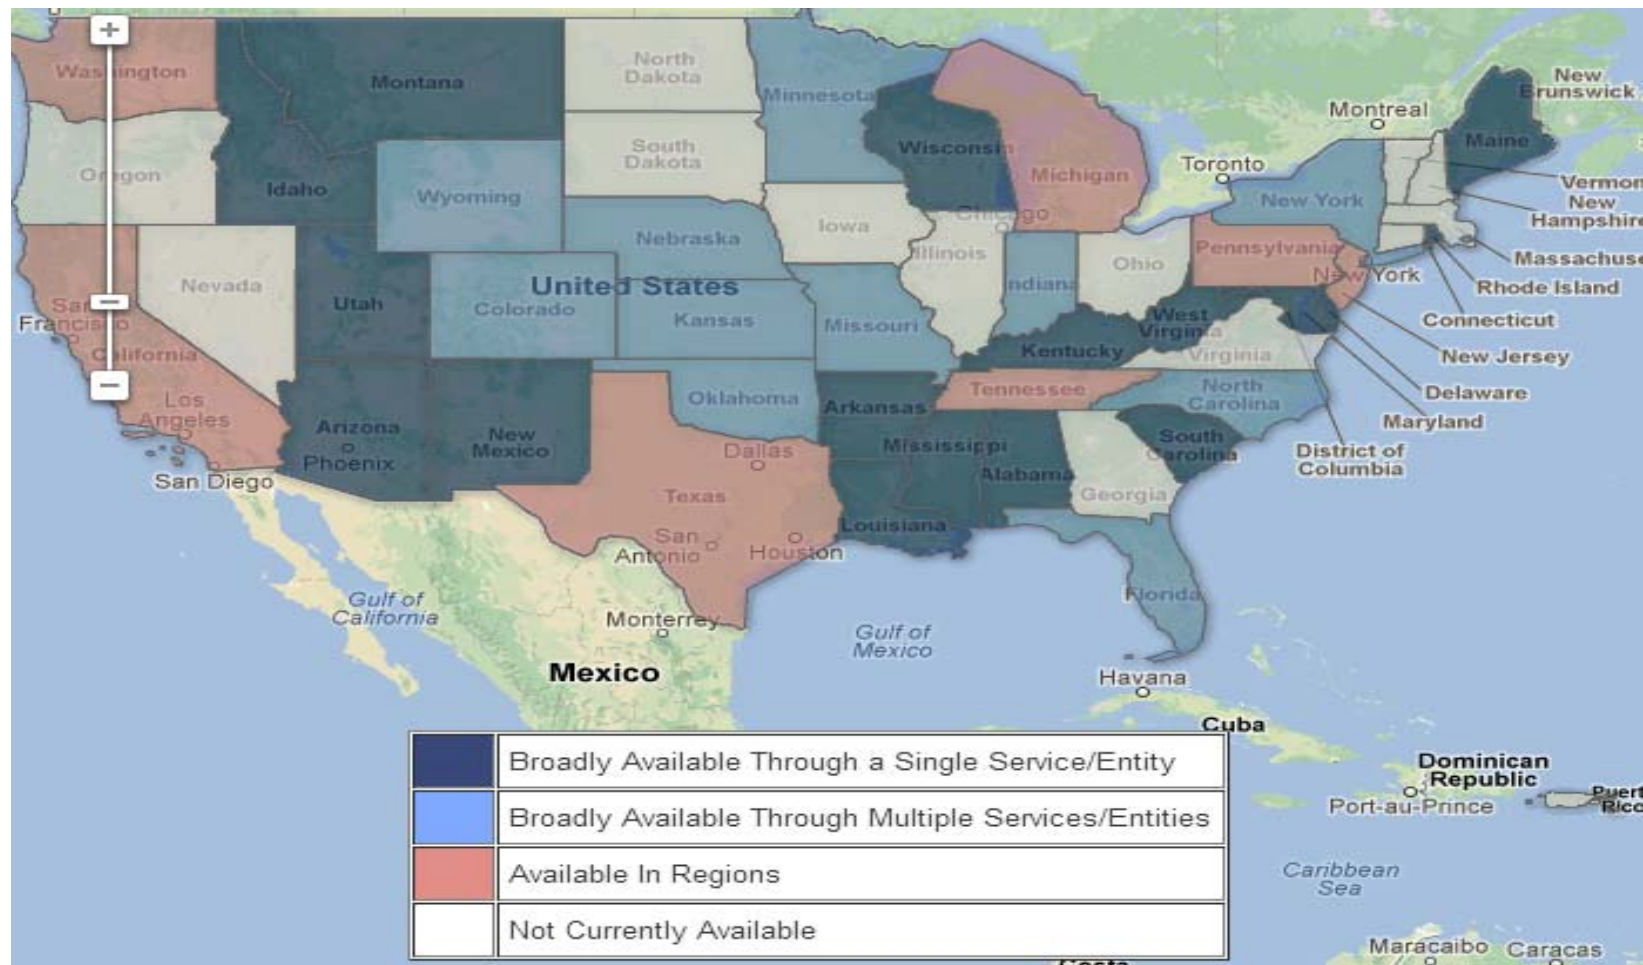 Washington
Montana
North
Dakota
Minnesota
New
Brunswick
Montreal
Maine
Oregon
Idaho
South
Dakota
Wisconsin
Michigan
Toronto
Vermon
New
Hampshire
Wyoming
New York
Nebraska
Iowa
Chicago
Illinois
Indiana
Ohio
Pennsylvania
New York
Massachuse
Rhode Island
Connecticut
New Jersey
Delaware
Maryland
District of
Columbia
Nevada
Utah
Colorado
United States
Kansas
Missouri
West
Virginia
Kentucky
Virginia
San
Francisco
California
Los
Angeles
San Diego
Arizona
Phoenix
New
Mexico
Oklahoma
Arkansas
Tennessee
North
Carolina
South
Carolina
Mississippi
Alabama
Georgia
Dallas
Texas
San
Antonio
Houston
Louisiana
Florida
Gulf of
California
Monterrey
Gulf of
Mexico
Mexico
Havana
Cuba
Dominican
Republic
Port-au-Prince
Puert
Rico
Caribbean
Sea
Maracaibo
Caracas
Broadly Available Through a Single Service/Entity
Broadly Available Through Multiple Services/Entities
Available In Regions
Not Currently Available